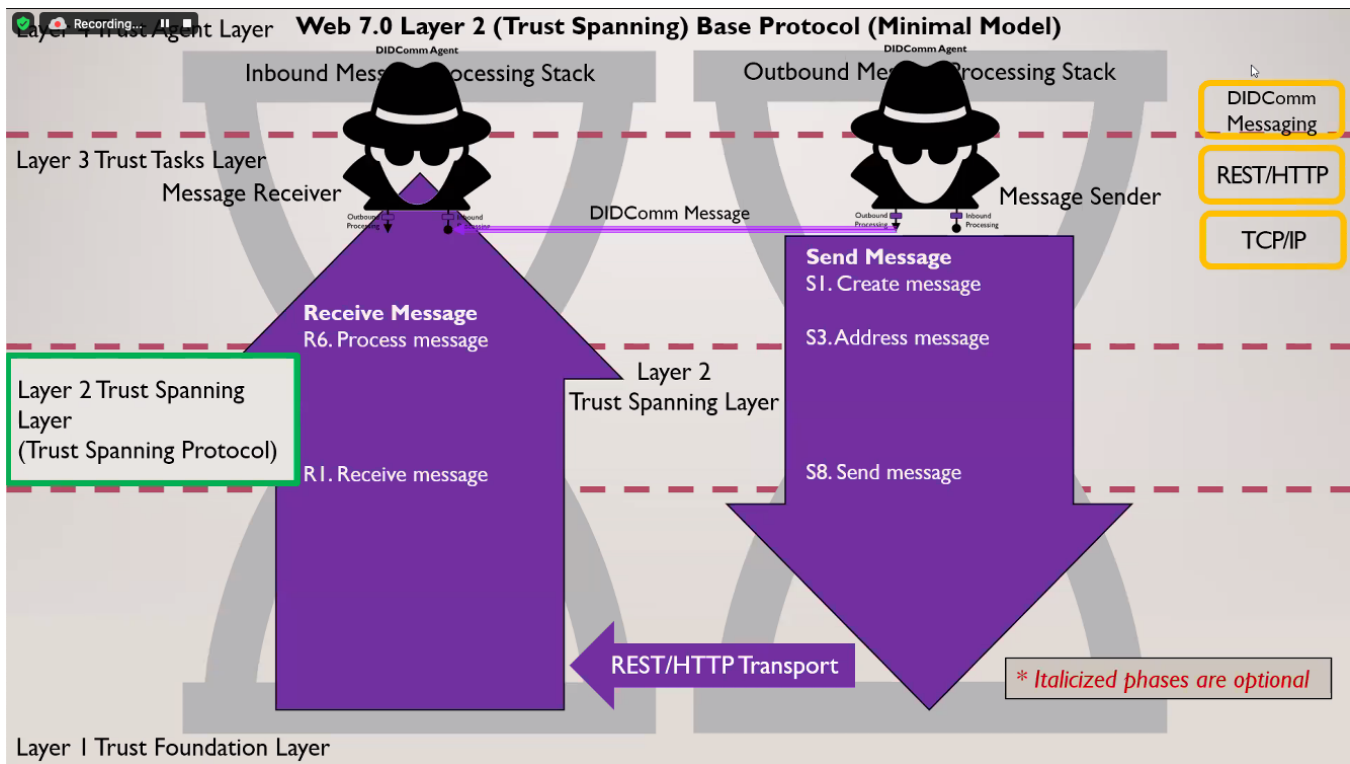 Recording...
Layer 4 Trust Agent Layer
Web 7.0 Layer 2 (Trust Spanning) Base Protocol (Minimal Model)
DIDComm Agent
DIDComm Agent
Inbound Mes ocessing Stack
Outbound Me Processing Stack
DIDComm
Messaging
Layer 3 Trust Tasks Layer
REST/HTTP
Message Receiver
Message Sender
Outbound
Processing
Inbound
Processing
DIDComm Message
Outbound
Processing
Inbound
Processing
TCP/IP
Send Message
S1. Create message
S3. Address message
S8. Send message
Receive Message
R6. Process message
R1. Receive message
Layer 2
Trust Spanning Layer
Layer 2 Trust Spanning
Layer
(Trust Spanning Protocol)
REST/HTTP Transport
* Italicized phases are optional
Layer 1 Trust Foundation Layer